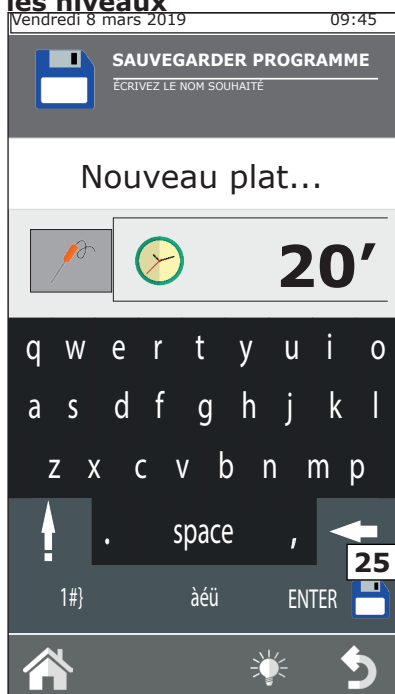 les niveaux
Vendredi 8 mars 2019 09:45
SAUVEGARDER PROGRAMME
ÉCRIVEZ LE NOM SOUHAITÉ
Nouveau plat...
20’
q w e r t y u i o
a s d f g h j k l
z x c v b n m p
. space ,
25
1#} àéü ENTER